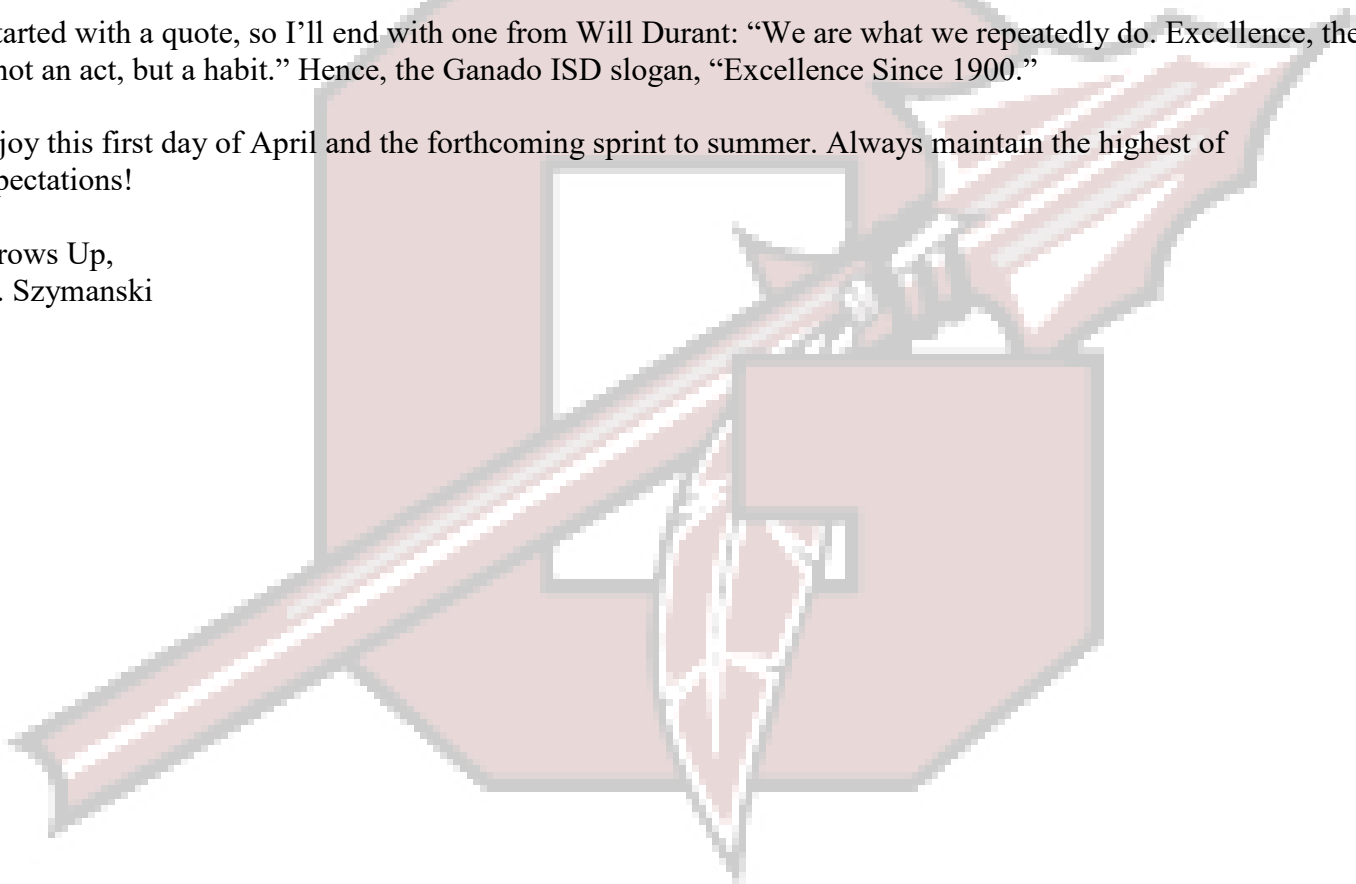 tarted with a quote, so I’ll end with one from Will Durant: “We are what we repeatedly do. Excellence, the
not an act, but a habit.” Hence, the Ganado ISD slogan, “Excellence Since 1900.”
joy this first day of April and the forthcoming sprint to summer. Always maintain the highest of
pectations!
rows Up,
. Szymanski